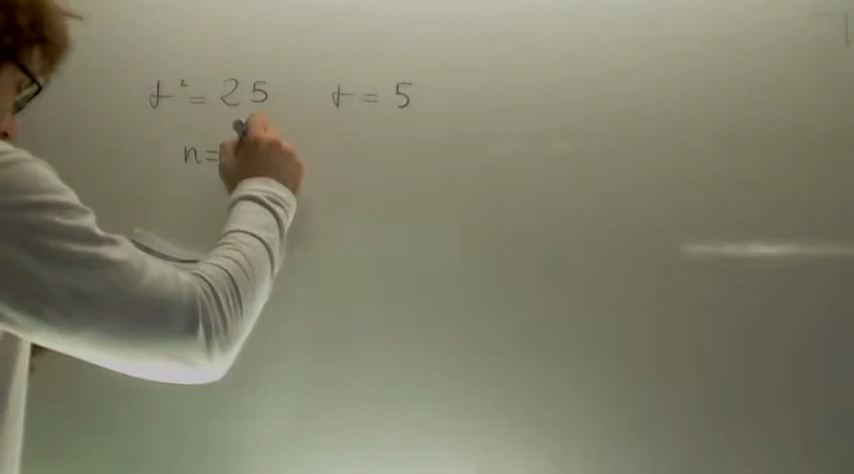 t² = 25 t = 5
n =